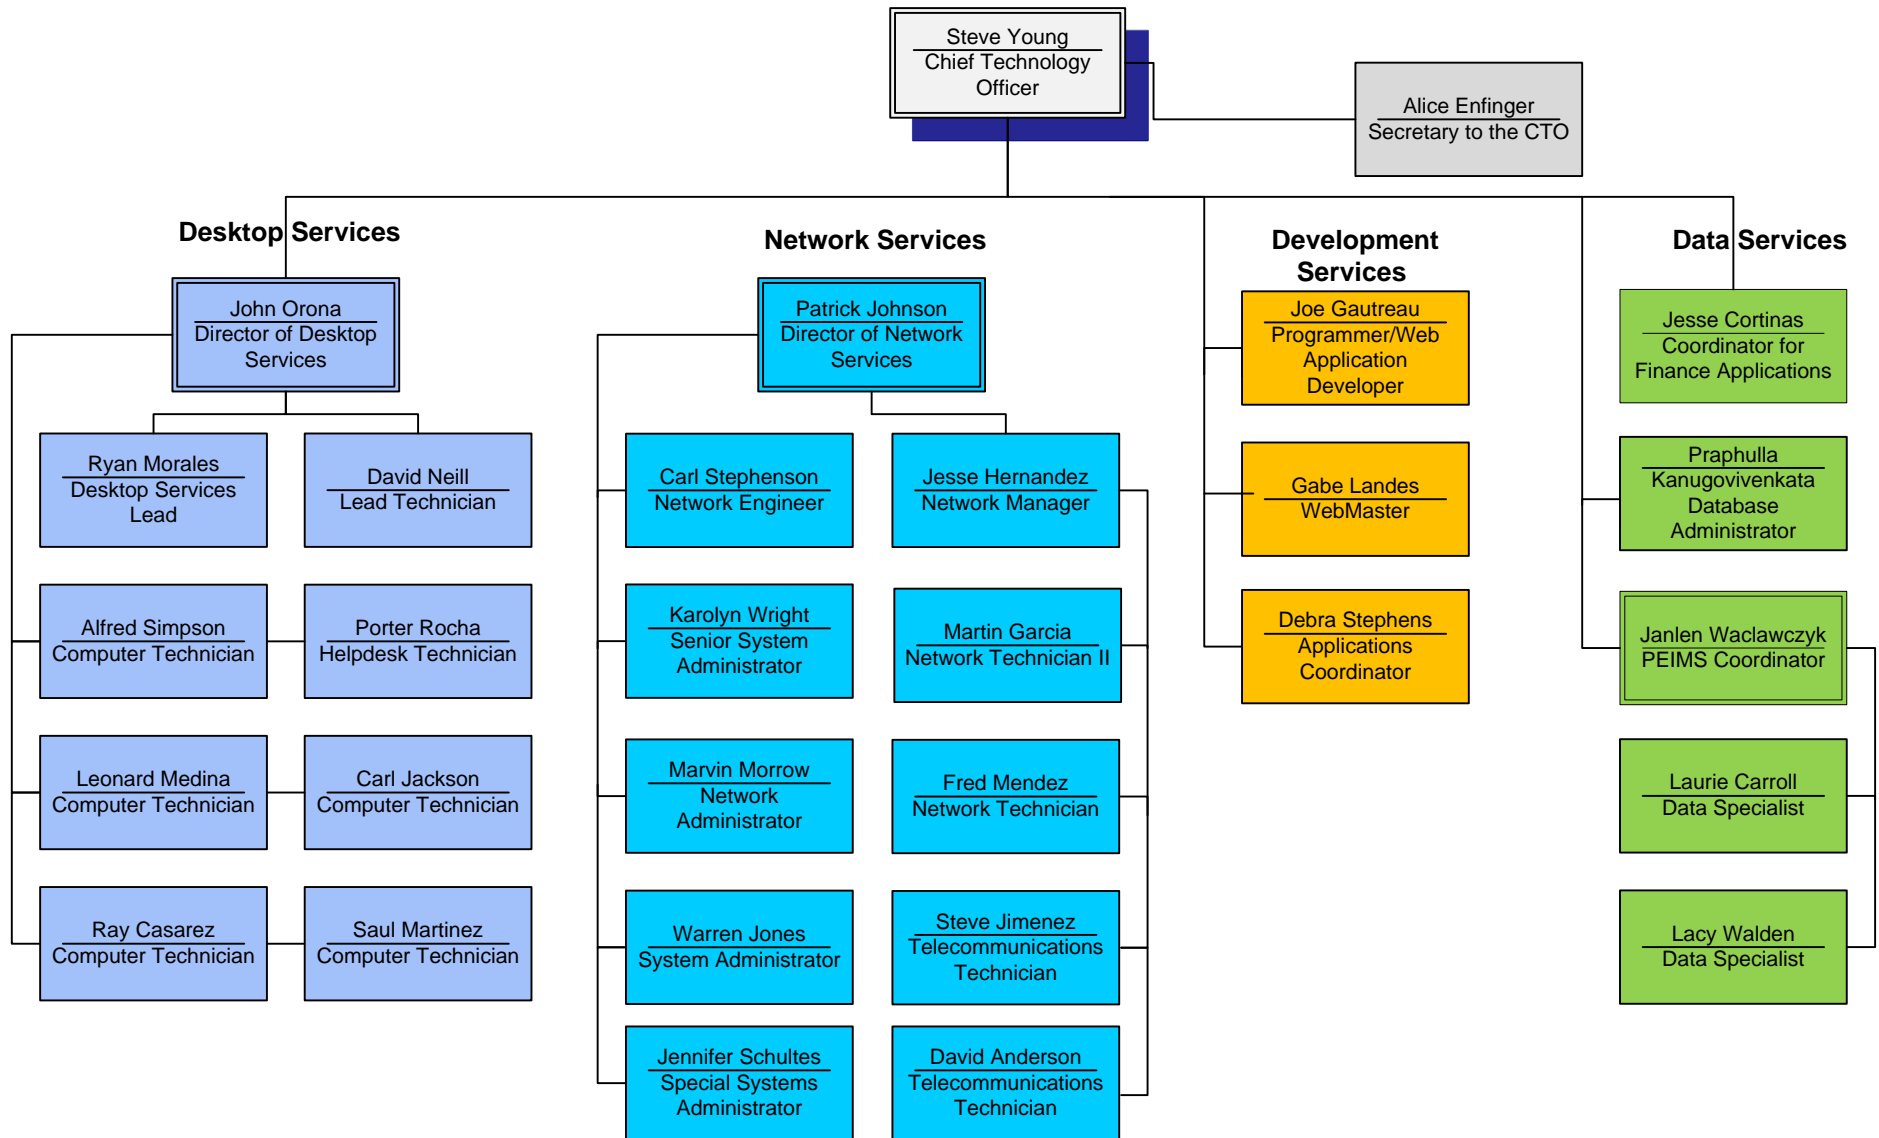 Steve Young
Chief Technology
Officer
Alice Enfinger
Secretary to the CTO
Desktop Services
John Orona
Director of Desktop
Services
Ryan Morales
Desktop Services
Lead
David Neill
Lead Technician
Alfred Simpson
Computer Technician
Porter Rocha
Helpdesk Technician
Leonard Medina
Computer Technician
Carl Jackson
Computer Technician
Ray Casarez
Computer Technician
Saul Martinez
Computer Technician
Network Services
Patrick Johnson
Director of Network
Services
Carl Stephenson
Network Engineer
Jesse Hernandez
Network Manager
Karolyn Wright
Senior System
Administrator
Martin Garcia
Network Technician II
Marvin Morrow
Network
Administrator
Fred Mendez
Network Technician
Warren Jones
System Administrator
Steve Jimenez
Telecommunications
Technician
Jennifer Schultes
Special Systems
Administrator
David Anderson
Telecommunications
Technician
Development
Services
Joe Gautreau
Programmer/Web
Application
Developer
Gabe Landes
WebMaster
Debra Stephens
Applications
Coordinator
Data Services
Jesse Cortinas
Coordinator for
Finance Applications
Praphulla
Kanugovivenkata
Database
Administrator
Janlen Waclawczyk
PEIMS Coordinator
Laurie Carroll
Data Specialist
Lacy Walden
Data Specialist